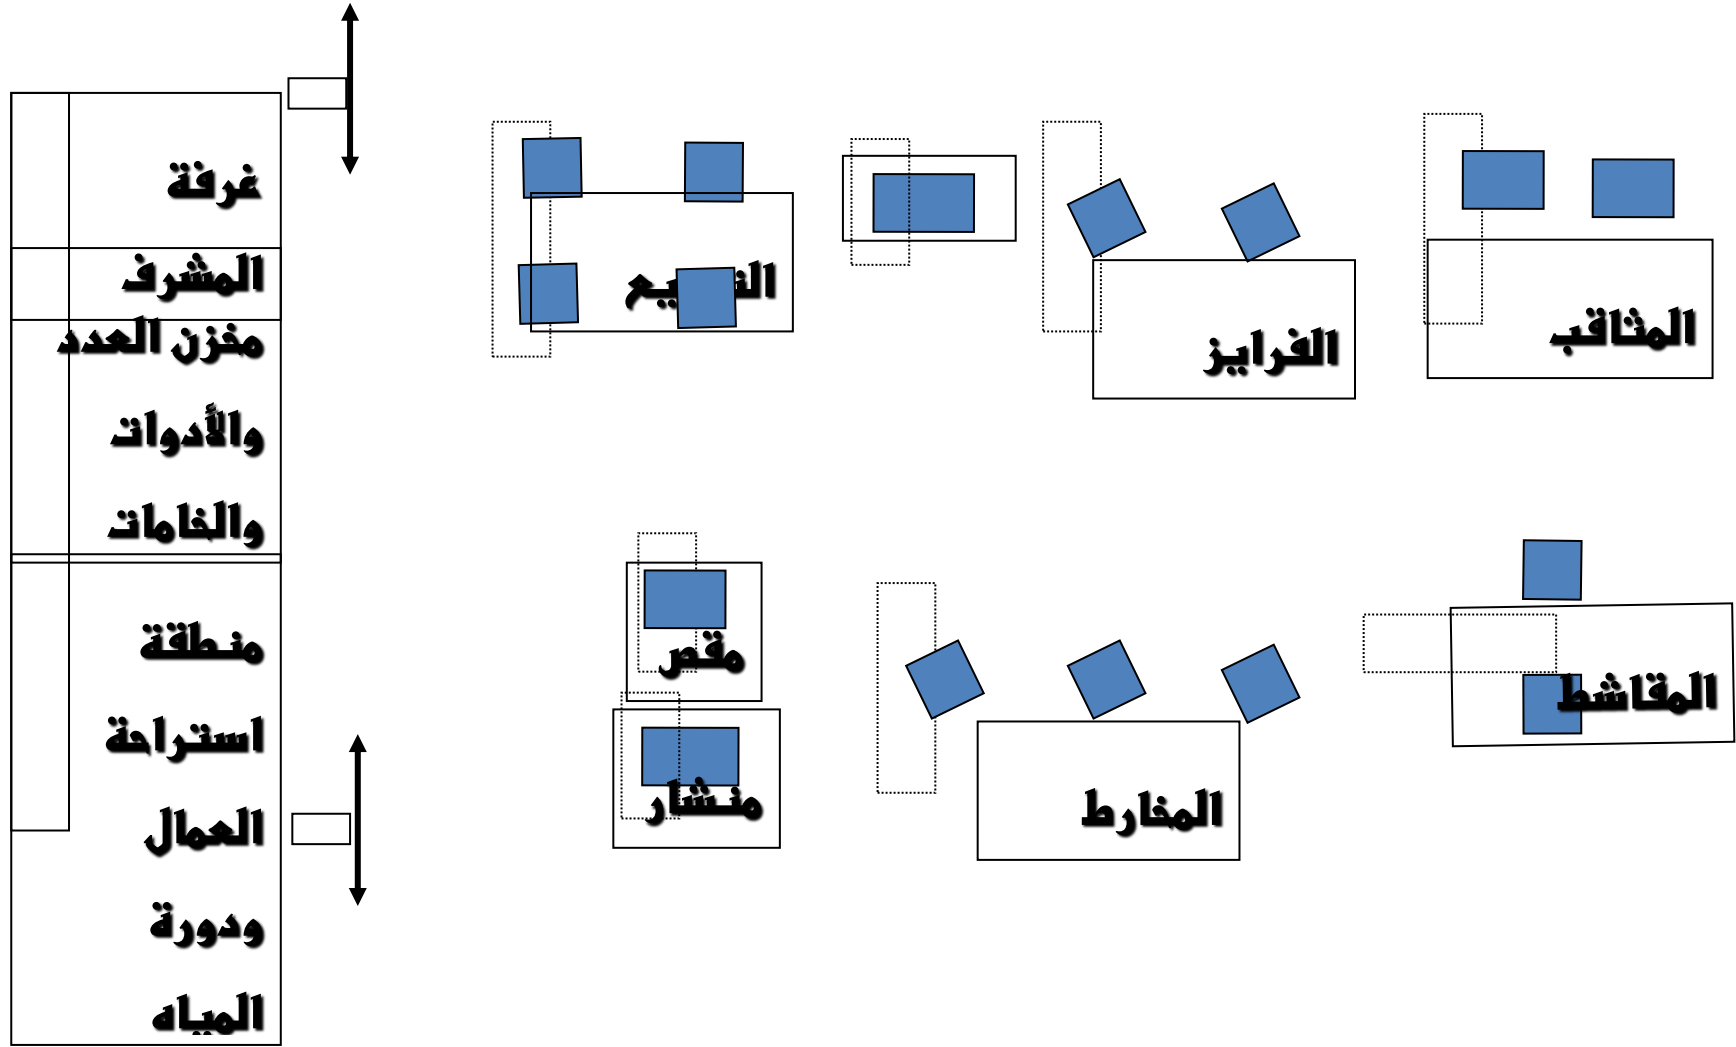 غرفة
المشرف
مخزن العدد
والأدوات
والخامات
منطقة
استراحة
العمال
ودورة
المياه
الفرايز
المثاقب
مقص
منشار
المخارط
المقاشط